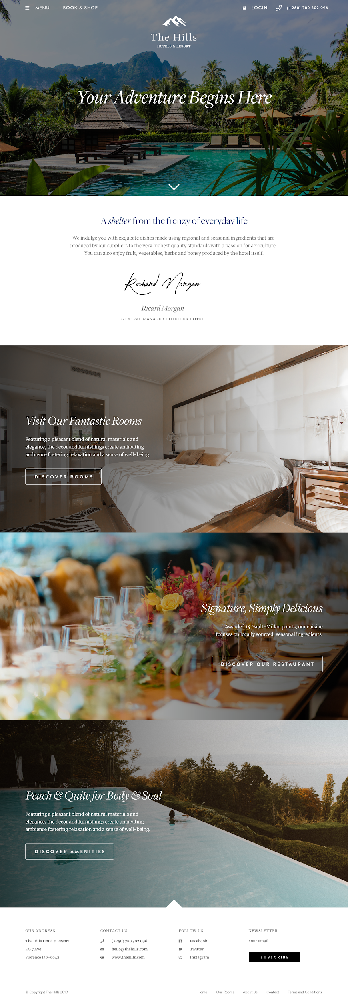 MENU BOOK & SHOP LOGIN (+250) 780 302 096
The Hills
HOTELS & RESORT
Your Adventure Begins Here
A shelter from the frenzy of everyday life
We indulge you with exquisite dishes made using regional and seasonal ingredients that are
produced by our suppliers to the very highest quality standards with a passion for agriculture.
You can also enjoy fruit, vegetables, herbs and honey produced by the hotel itself.
Richard Morgan
Ricard Morgan
GENERAL MANAGER HOTELLER HOTEL
Visit Our Fantastic Rooms
Featuring a pleasant blend of natural materials and
elegance, the decor and furnishings create an inviting
ambience fostering relaxation and a sense of well-being.
DISCOVER ROOMS
Signature, Simply Delicious
Awarded 14 Gault-Millau points, our cuisine
focuses on locally sourced, seasonal ingredients.
DISCOVER OUR RESTAURANT
Peach & Quite for Body & Soul
Featuring a pleasant blend of natural materials and
elegance, the decor and furnishings create an inviting
ambience fostering relaxation and a sense of well-being.
DISCOVER AMENITIES
OUR ADDRESS
The Hills Hotel & Resort
KG 7 Ave
Florence 150-0042
CONTACT US
(+250) 780 302 096
hello@thehills.com
www.thehills.com
FOLLOW US
Facebook
Twitter
Instagram
NEWSLETTER
Your Email
SUBSCRIBE
© Copyright The Hills 2019
Home Our Rooms About Us Contact Terms and Conditions